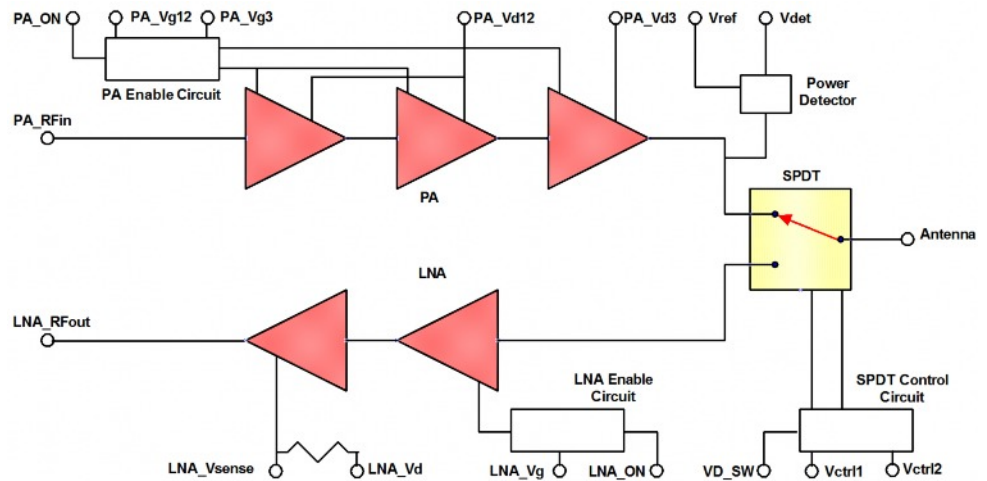 PA_ON
PA_Vg12
PA_Vg3
PA_Vd12
PA_Vd3
Vref
Vdet
PA Enable Circuit
Power
Detector
PA_RFin
PA
SPDT
Antenna
LNA
LNA_RFout
LNA Enable
Circuit
SPDT Control
Circuit
LNA_Vsense
LNA_Vd
LNA_Vg
LNA_ON
VD_SW
Vctrl1
Vctrl2